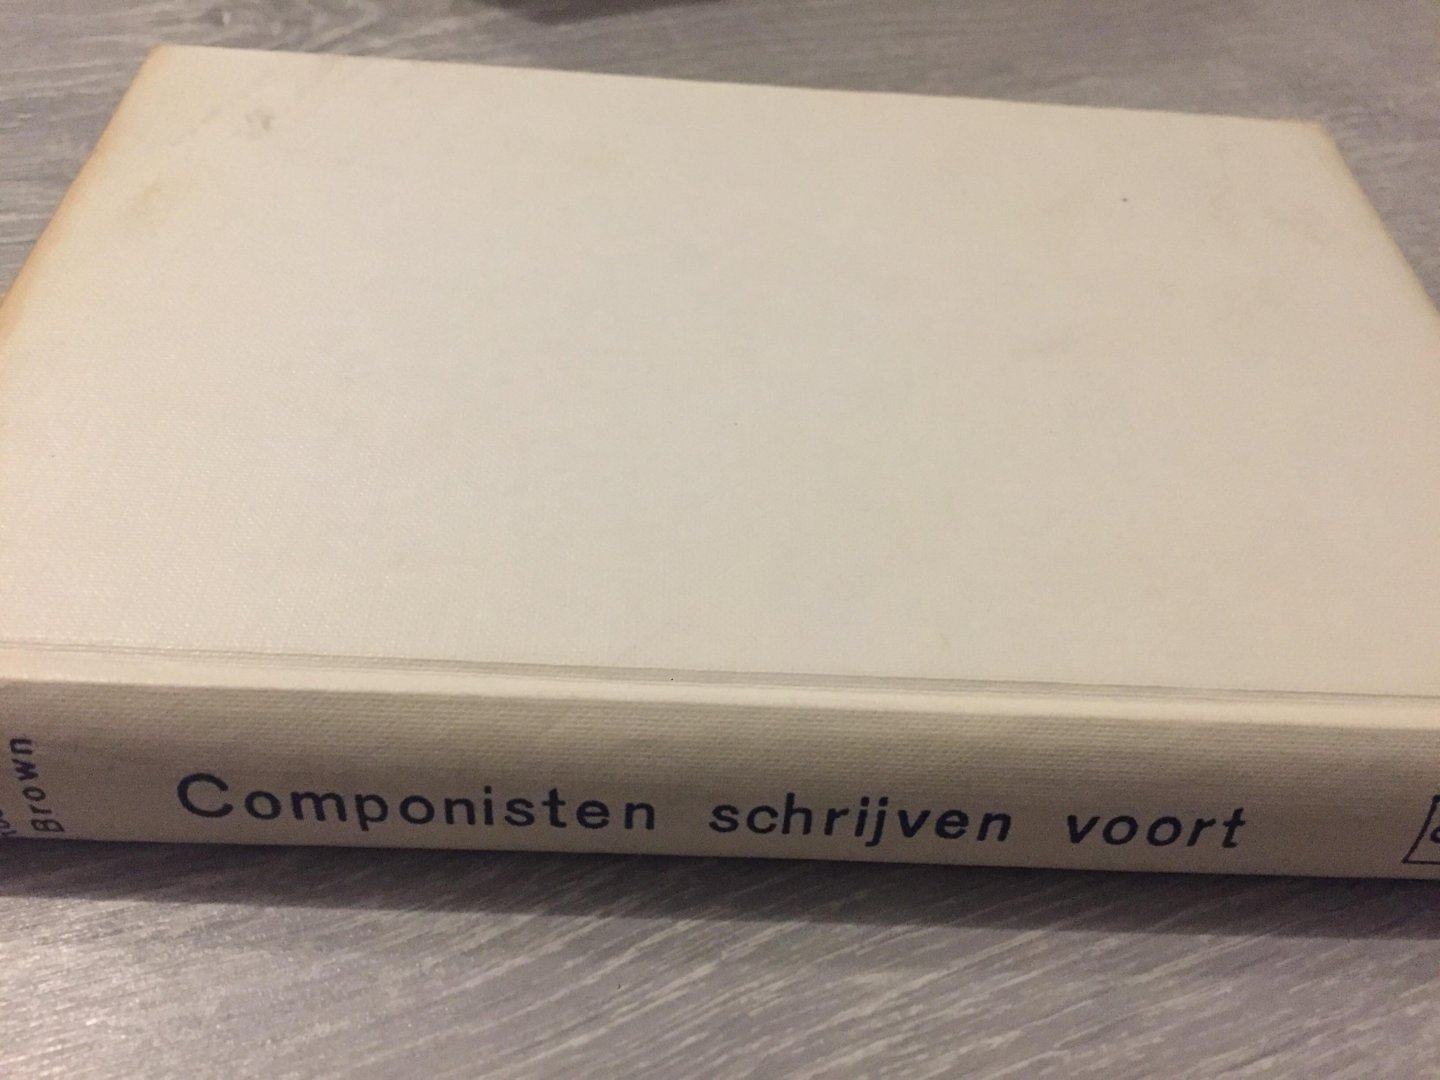 Brown
Componisten schrijven voort